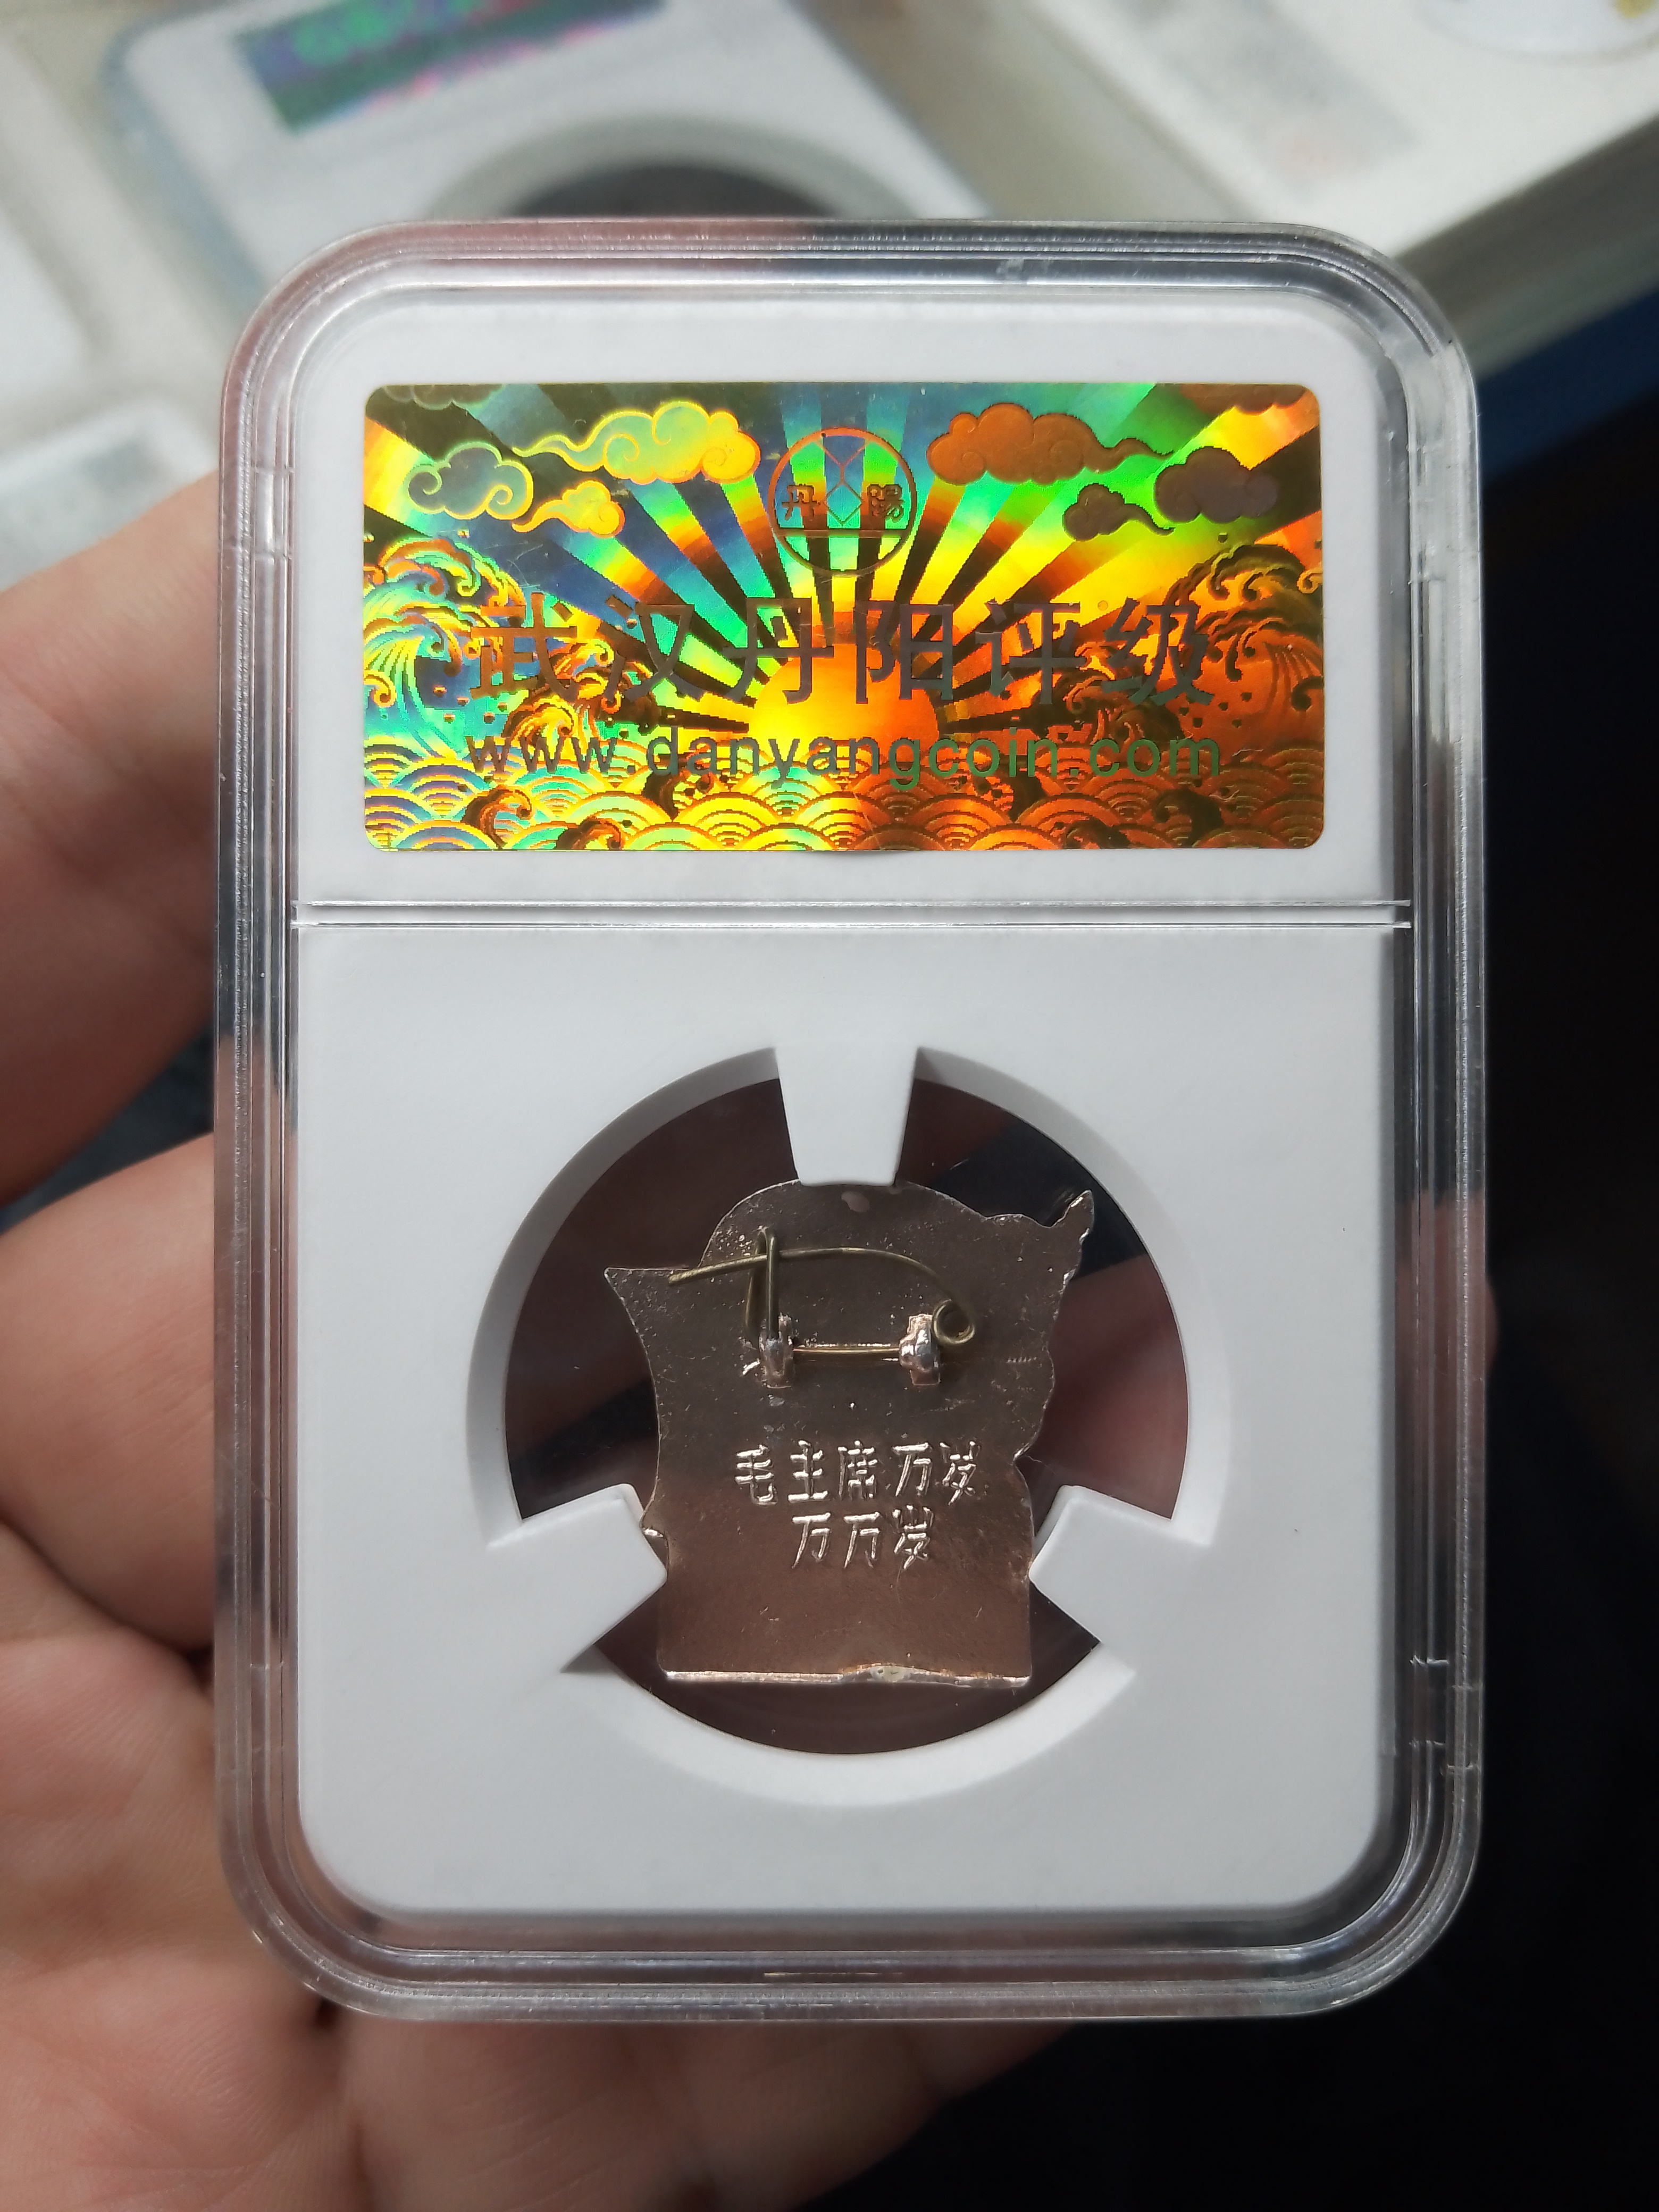 丹 陽
武汉丹阳评级
www.danyangcoin.com
毛主席万岁
万万岁